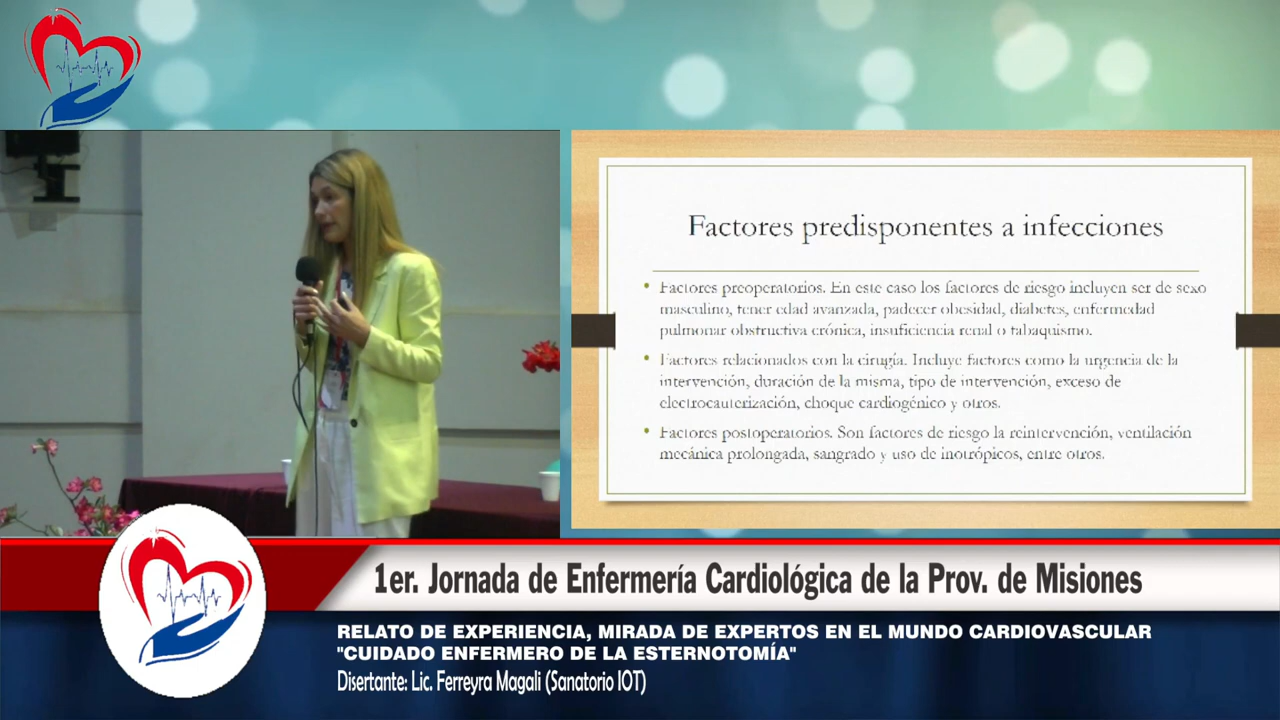 Factores predisponentes a infecciones
• Factores preoperatorios. En este caso los factores de riesgo incluyen ser de sexo
masculino, tener edad avanzada, padecer obesidad, diabetes, enfermedad
pulmonar obstructiva crónica, insuficiencia renal o tabaquismo.
• Factores relacionados con la cirugía. Incluye factores como la urgencia de la
intervención, duración de la misma, tipo de intervención, exceso de
electrocauterización, choque cardiogénico y otros.
• Factores postoperatorios. Son factores de riesgo la reintervención, ventilación
mecánica prolongada, sangrado y uso de inotrópicos, entre otros.
1er. Jornada de Enfermería Cardiológica de la Prov. de Misiones
RELATO DE EXPERIENCIA, MIRADA DE EXPERTOS EN EL MUNDO CARDIOVASCULAR
"CUIDADO ENFERMERO DE LA ESTERNOTOMÍA"
Disertante: Lic. Ferreyra Magali (Sanatorio IOT)